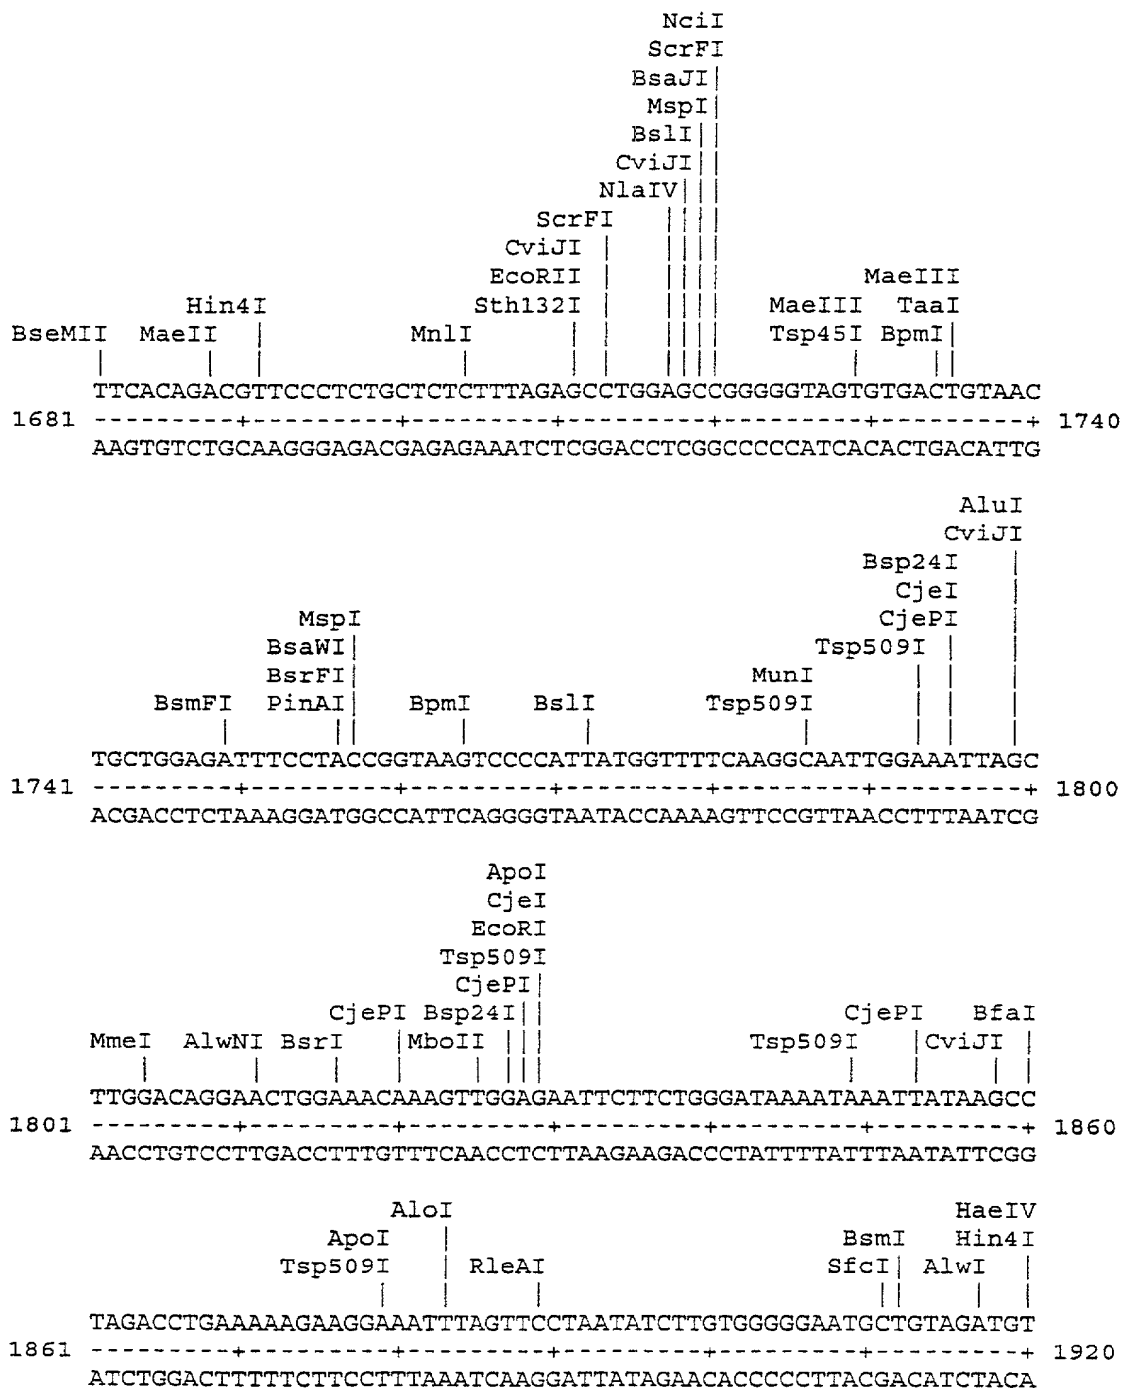 NciI
ScrFI
BsaJI
MspI
BslI
CviJI
NlaIV
ScrFI
CviJI
EcoRII MaeIII
Hin4I Sth132I MaeIII TaaI
BseMII MaeII MnlI Tsp45I BpmI
TTCACAGACGTTCCCTCTGCTCTCTTTAGAGCCTGGAGCCGGGGGTAGTGTGACTGTAAC
1681 ---------+---------+---------+---------+---------+---------+ 1740
AAGTGTCTGCAAGGGAGACGAGAGAAATCTCGGACCTCGGCCCCCATCACACTGACATTG
AluI
CviJI
Bsp24I
CjeI
MspI CjePI
BsaWI Tsp509I
BsrFI MunI
BsmFI PinAI BpmI BslI Tsp509I
TGCTGGAGATTTCCTACCGGTAAGTCCCCATTATGGTTTTCAAGGCAATTGGAAATTAGC
1741 ---------+---------+---------+---------+---------+---------+ 1800
ACGACCTCTAAAGGATGGCCATTCAGGGGTAATACCAAAAGTTCCGTTAACCTTTAATCG
ApoI
CjeI
EcoRI
Tsp509I
CjePI
CjePI Bsp24I CjePI BfaI
MmeI AlwNI BsrI MboII Tsp509I CviJI
TTGGACAGGAACTGGAAACAAAGTTGGAGAATTCTTCTGGGATAAAATAAATTATAAGCC
1801 ---------+---------+---------+---------+---------+---------+ 1860
AACCTGTCCTTGACCTTTGTTTCAACCTCTTAAGAAGACCCTATTTTATTTAATATTCGG
AloI HaeIV
ApoI BsmI Hin4I
Tsp509I RleAI SfcI AlwI
TAGACCTGAAAAAGAAGGAAATTTAGTTCCTAATATCTTGTGGGGGAATGCTGTAGATGT
1861 ---------+---------+---------+---------+---------+---------+ 1920
ATCTGGACTTTTTCTTCCTTTAAATCAAGGATTATAGAACACCCCCTTACGACATCTACA